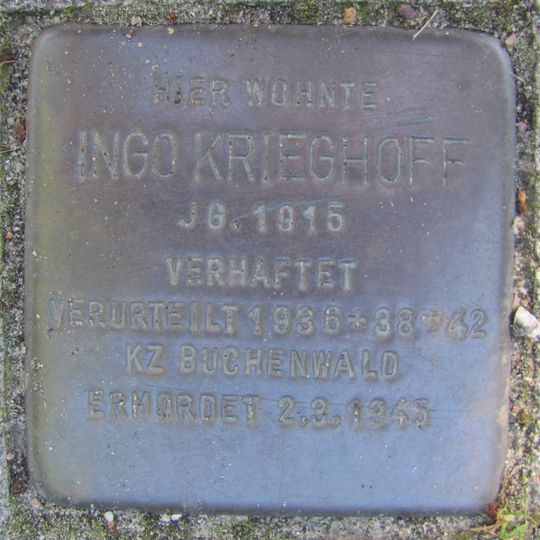 HIER WOHNTE
INGO KRIEGHOFF
JG. 1915
VERHAFTET
VERURTEILT 1936+38+42
KZ BUCHENWALD
ERMORDET 2.3.1945